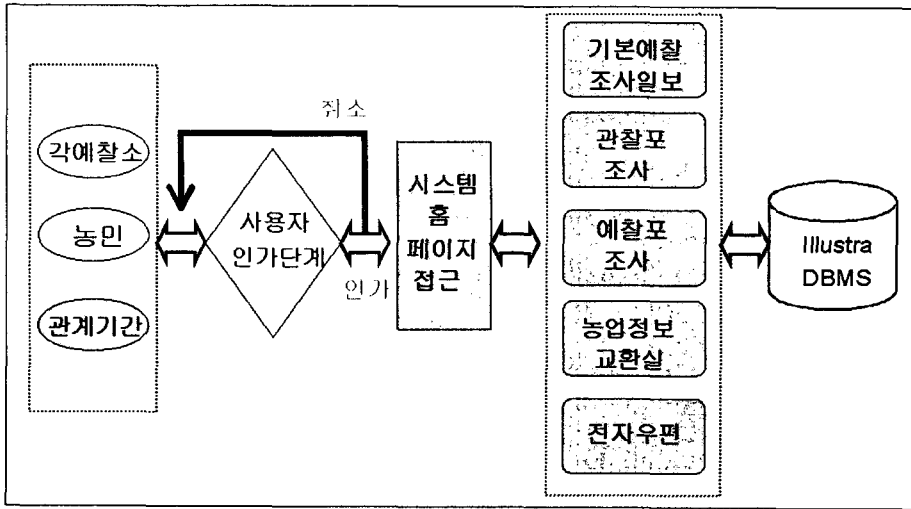 각예찰소
농민
관계기간
취소
사용자
인가단계
인가
시스템
홈
페이지
접근
기본예찰
조사일보
관찰포
조사
예찰포
조사
농업정보
교환실
전자우편
Illustra
DBMS